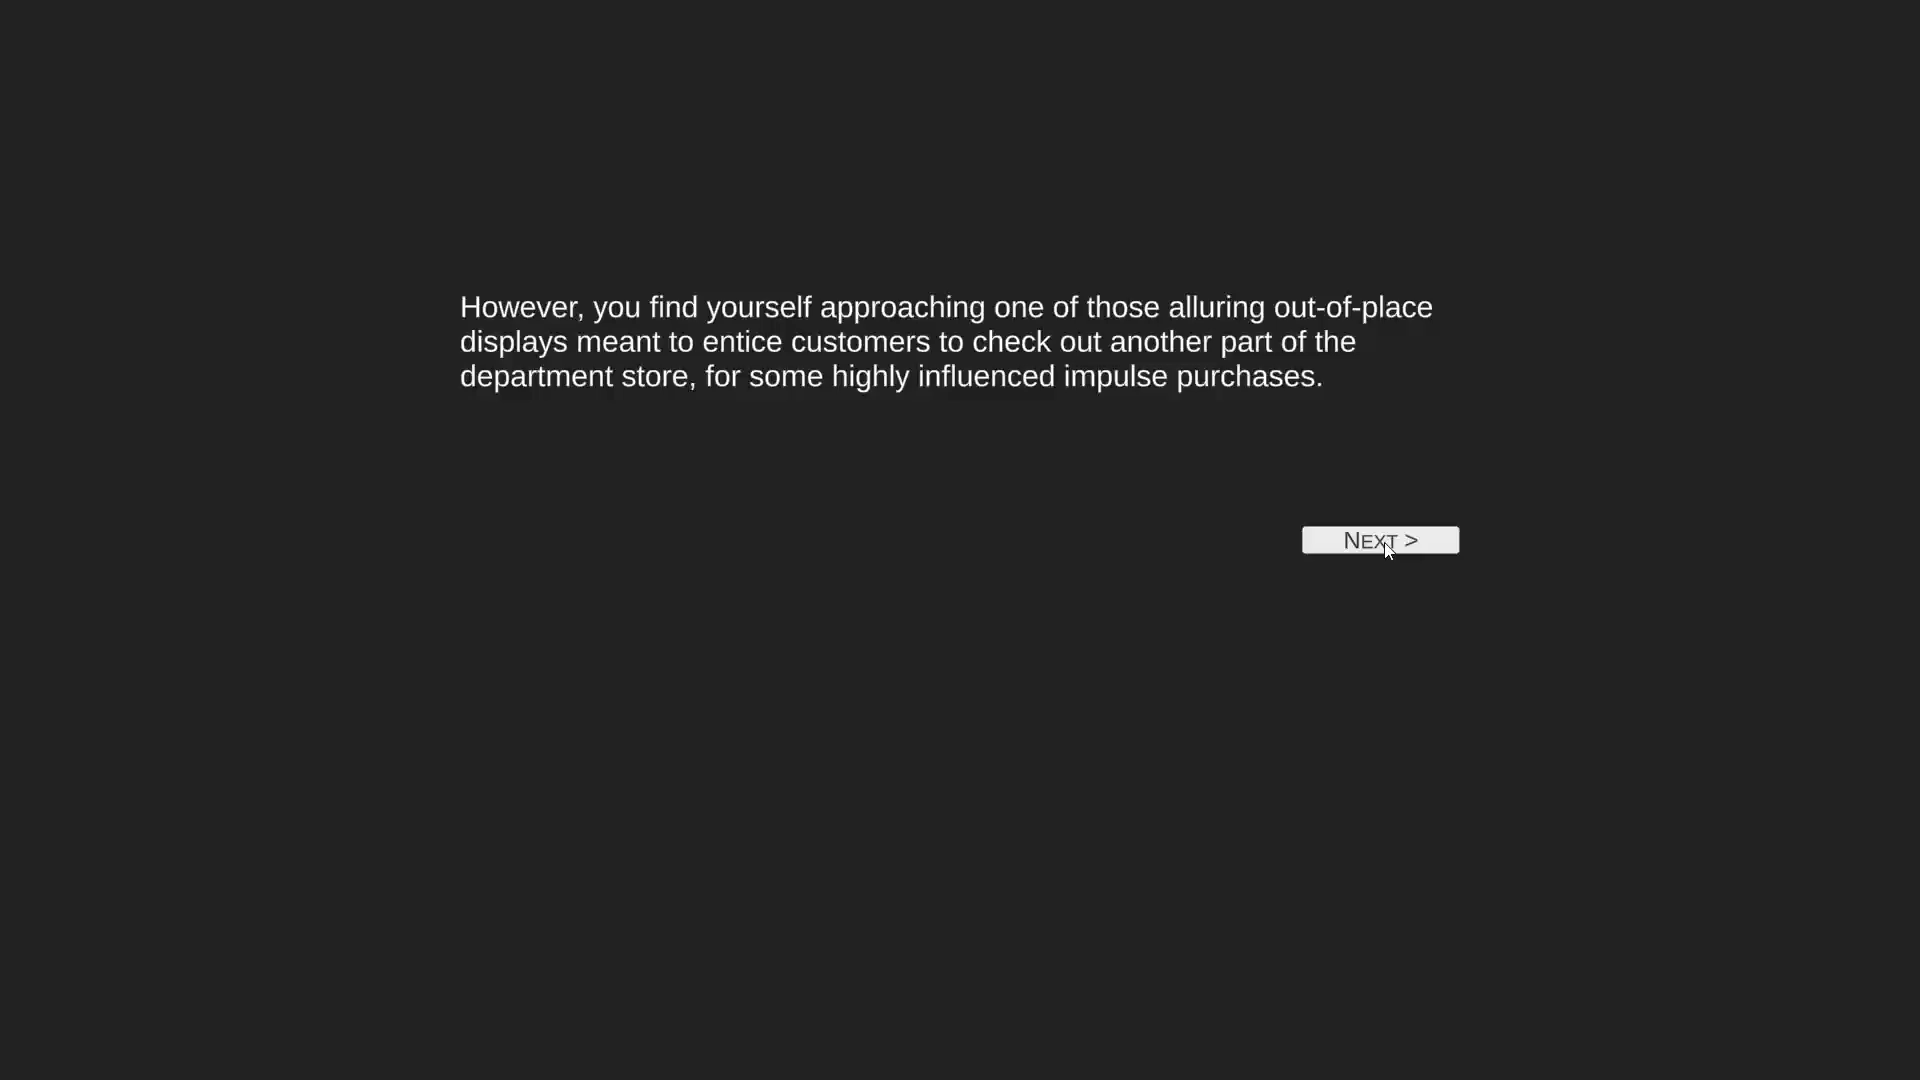 However, you find yourself approaching one of those alluring out-of-place
displays meant to entice customers to check out another part of the
department store, for some highly influenced impulse purchases.
NEXT >